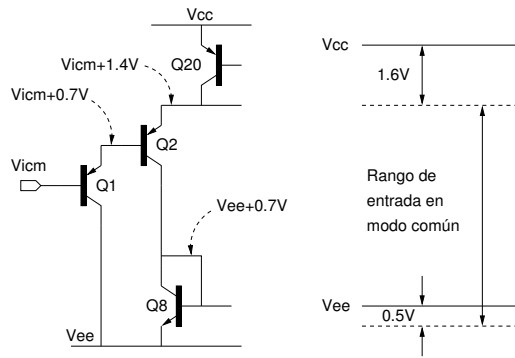 Vcc
Vicm+1.4V
Q20
Vicm+0.7V
Q2
Vicm
Q1
Vee+0.7V
Q8
Vee
Vcc
1.6V
Rango de
entrada en
modo común
Vee
0.5V